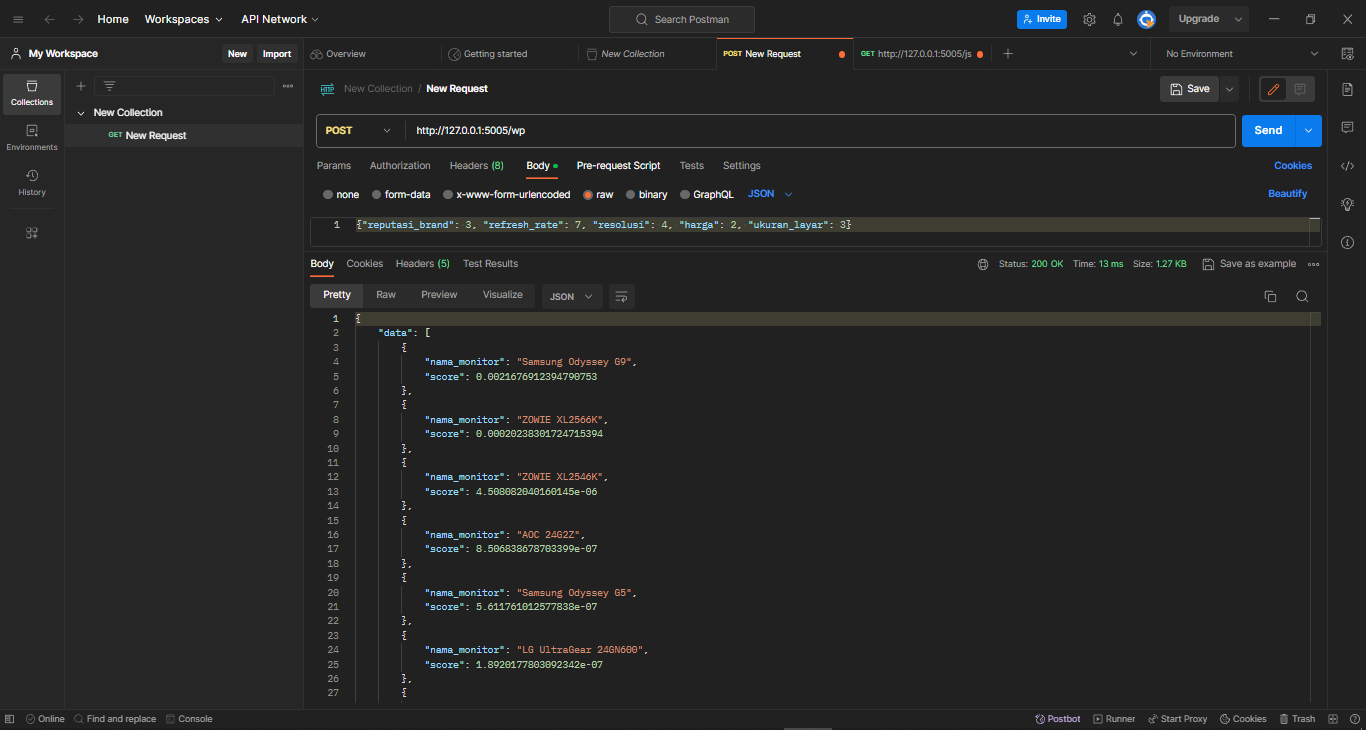 Home Workspaces API Network Search Postman Invite Upgrade
My Workspace New Import Overview Getting started New Collection POST New Request GET http://127.0.0.1:5005/js No Environment
Collections
New Collection
GET New Request
Environments
History
HTTP New Collection / New Request Save
POST http://127.0.0.1:5005/wp Send
Params Authorization Headers (8) Body Pre-request Script Tests Settings Cookies
none form-data x-www-form-urlencoded raw binary GraphQL JSON Beautify
1 {"reputasi_brand": 3, "refresh_rate": 7, "resolusi": 4, "harga": 2, "ukuran_layar": 3}
Body Cookies Headers (5) Test Results Status: 200 OK Time: 13 ms Size: 1.27 KB Save as example
Pretty Raw Preview Visualize JSON
1 {
2 "data": [
3 {
4 "nama_monitor": "Samsung Odyssey G9",
5 "score": 0.0021676912394790753
6 },
7 {
8 "nama_monitor": "ZOWIE XL2566K",
9 "score": 0.00020238301724715394
10 },
11 {
12 "nama_monitor": "ZOWIE XL2546K",
13 "score": 4.508082040160145e-06
14 },
15 {
16 "nama_monitor": "AOC 24G2Z",
17 "score": 8.506838678703399e-07
18 },
19 {
20 "nama_monitor": "Samsung Odyssey G5",
21 "score": 5.611761012577838e-07
22 },
23 {
24 "nama_monitor": "LG UltraGear 24GN600",
25 "score": 1.8920177803092342e-07
26 },
27 {
Online Find and replace Console Postbot Runner Start Proxy Cookies Trash